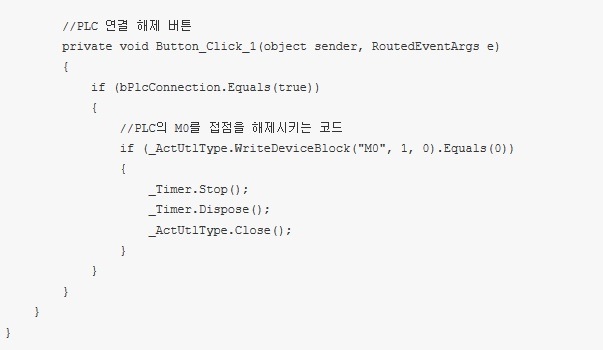 //PLC 연결 해제 버튼
private void Button_Click_1(object sender, RoutedEventArgs e)
{
if (bPlcConnection.Equals(true))
{
//PLC의 M0를 접점을 해제시키는 코드
if (_ActUtlType.WriteDeviceBlock("M0", 1, 0).Equals(0))
{
_Timer.Stop();
_Timer.Dispose();
_ActUtlType.Close();
}
}
}
}
}